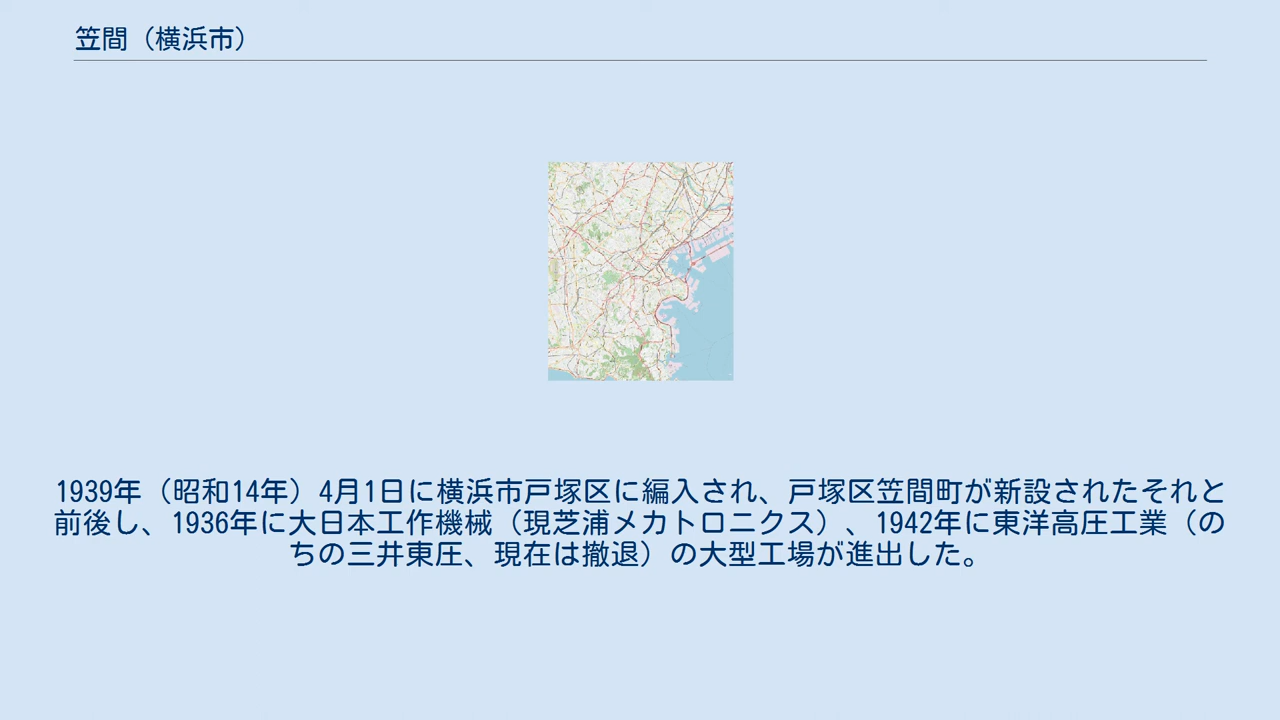 笠間（横浜市）
1939年（昭和14年）4月1日に横浜市戸塚区に編入され、戸塚区笠間町が新設されたそれと
前後し、1936年に大日本工作機械（現芝浦メカトロニクス）、1942年に東洋高圧工業（の
ちの三井東圧、現在は撤退）の大型工場が進出した。